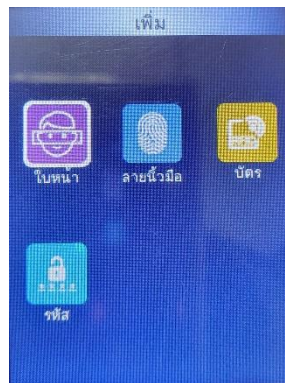 เพิ่ม
ใบหน้า
ลายนิ้วมือ
บัตร
รหัส